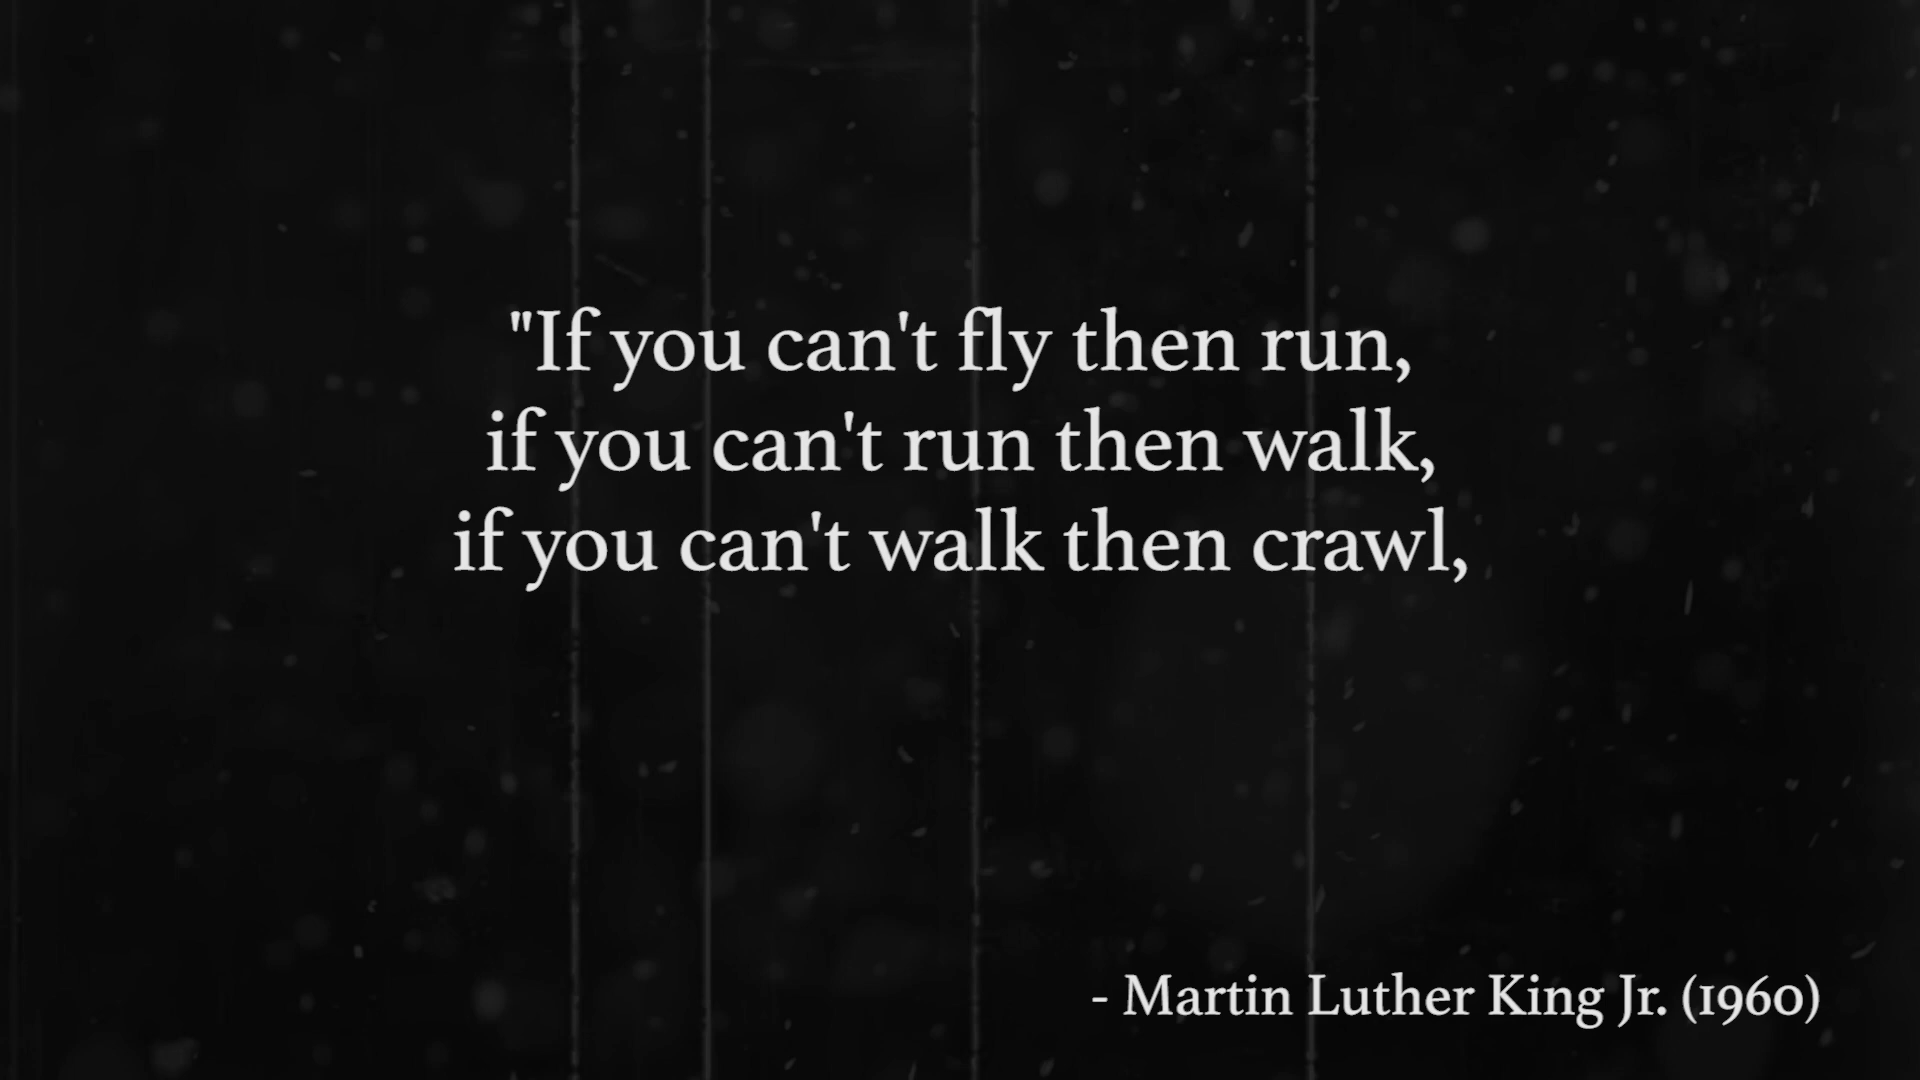 "If you can't fly then run,
if you can't run then walk,
if you can't walk then crawl,
- Martin Luther King Jr. (1960)